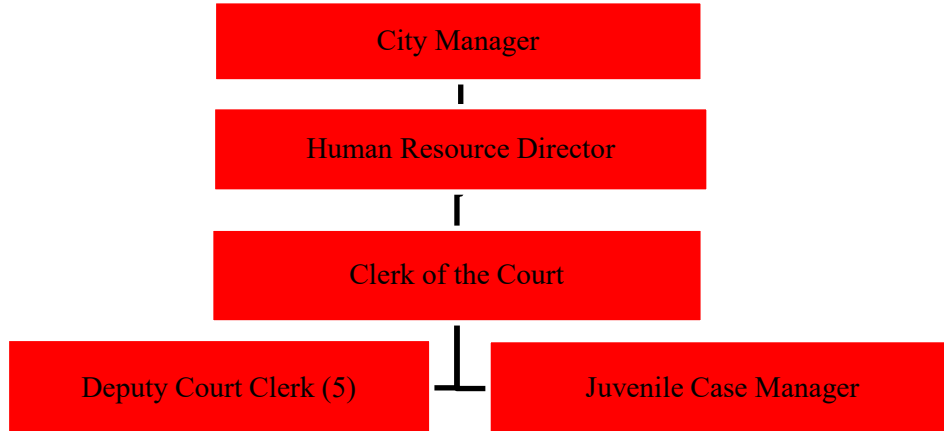 City Manager
Human Resource Director
Clerk of the Court
Deputy Court Clerk (5)
Juvenile Case Manager